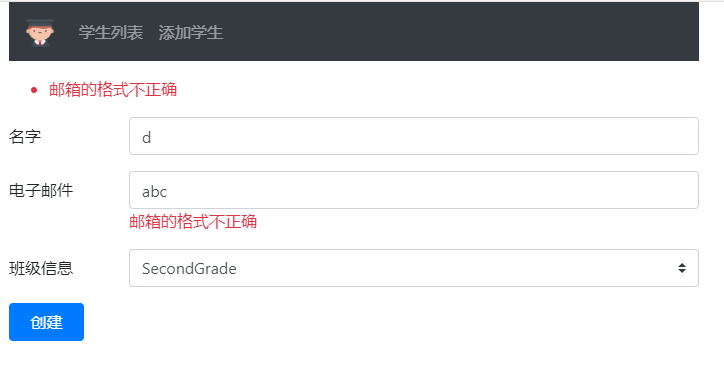 学生列表 添加学生
邮箱的格式不正确
名字 d
电子邮件 abc
邮箱的格式不正确
班级信息 SecondGrade
创建